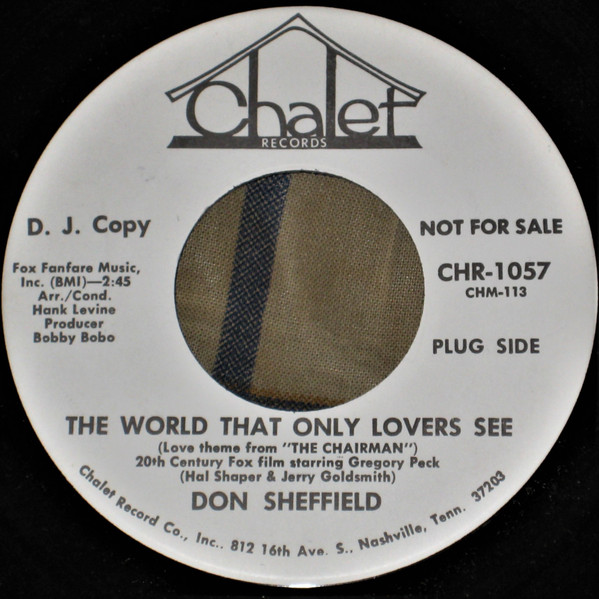 Chalet
RECORDS
D. J. Copy
NOT FOR SALE
Fox Fanfare Music,
Inc. (BMI)—2:45
Arr./Cond.
Hank Levine
Producer
Bobby Bobo
CHR-1057
CHM-113
PLUG SIDE
THE WORLD THAT ONLY LOVERS SEE
(Love theme from "THE CHAIRMAN")
20th Century Fox film starring Gregory Peck
(Hal Shaper & Jerry Goldsmith)
DON SHEFFIELD
Chalet Record Co., Inc.. 812 16th Ave. S., Nashville, Tenn. 37203